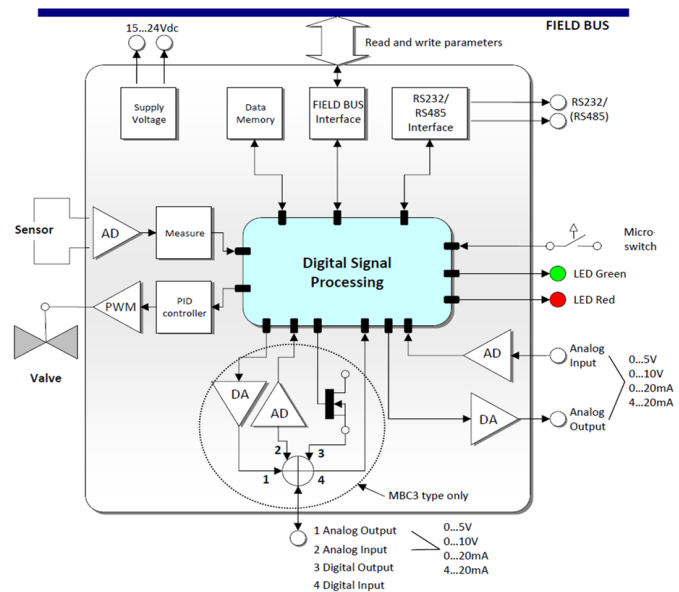 FIELD BUS
15...24Vdc
Read and write parameters
Supply
Voltage
Data
Memory
FIELD BUS
Interface
RS232/
RS485
Interface
RS232/
(RS485)
Sensor
AD
Measure
Digital Signal
Processing
Micro-
switch
LED Green
LED Red
PWM
PID
controller
Valve
DA
AD
AD
Analog
Input
DA
Analog
Output
0...5V
0...10V
0...20mA
4...20mA
2
3
1
4
MBC3 type only
1 Analog Output
2 Analog Input
3 Digital Output
4 Digital Input
0...5V
0...10V
0...20mA
4...20mA